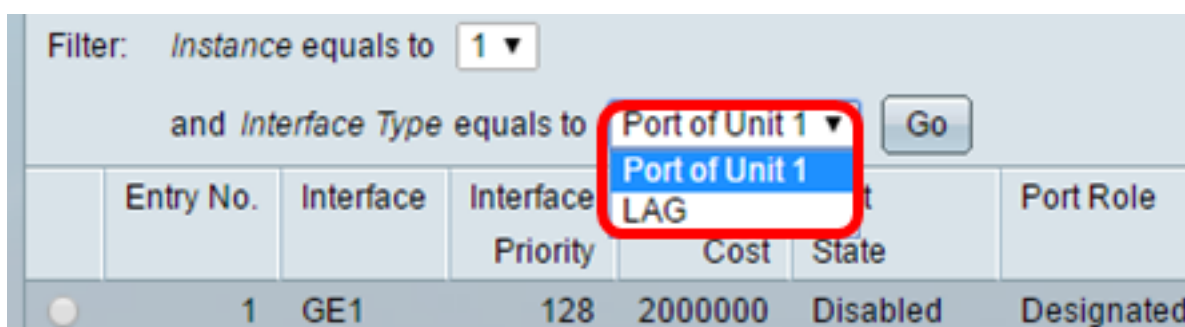 Filter: Instance equals to 1
and Interface Type equals to Port of Unit 1 Go
Port of Unit 1
LAG
Entry No. Interface Interface Port Role
Priority Cost State
1 GE1 128 2000000 Disabled Designated